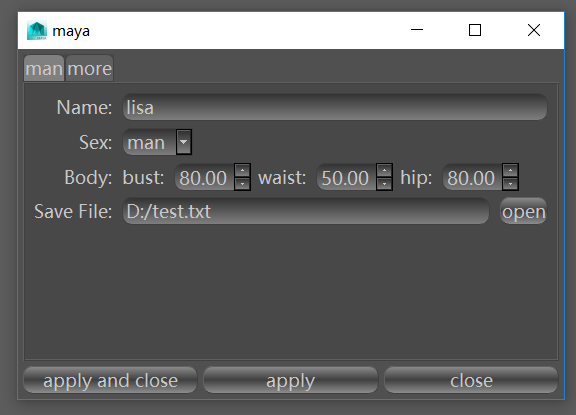 maya
man more
Name: lisa
Sex: man
Body: bust: 80.00 waist: 50.00 hip: 80.00
Save File: D:/test.txt open
apply and close apply close